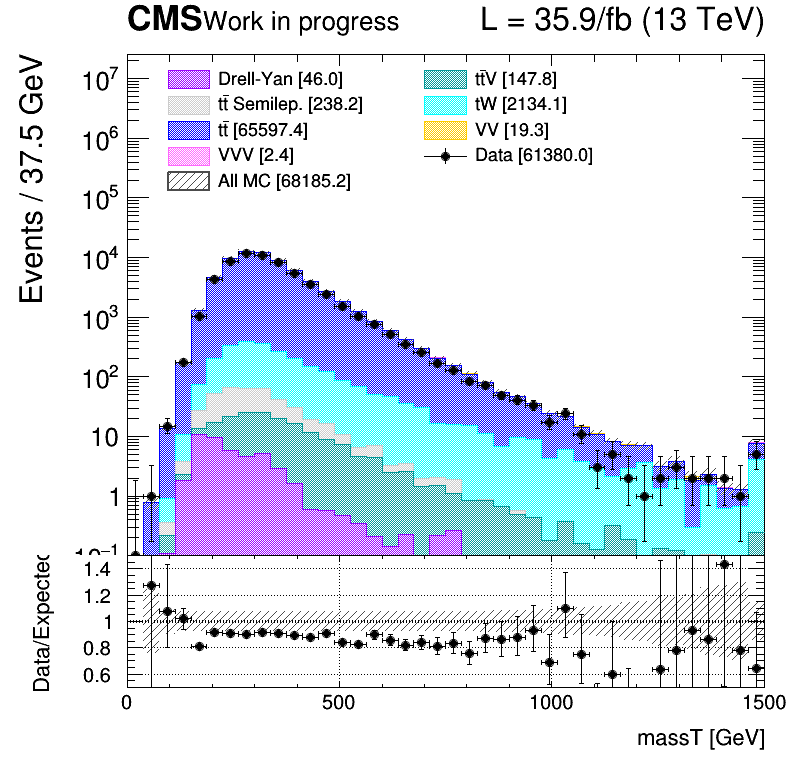 CMS Work in progress L = 35.9/fb (13 TeV)
Events / 37.5 GeV
10⁷
10⁶
10⁵
10⁴
10³
10²
10
1
10⁻¹
Drell-Yan [46.0]
tt̄ Semilep. [238.2]
tt̄ [65597.4]
VVV [2.4]
All MC [68185.2]
tt̄V [147.8]
tW [2134.1]
VV [19.3]
Data [61380.0]
Data/Expected
1.4
1.2
1
0.8
0.6
0 500 1000 1500
massT [GeV]